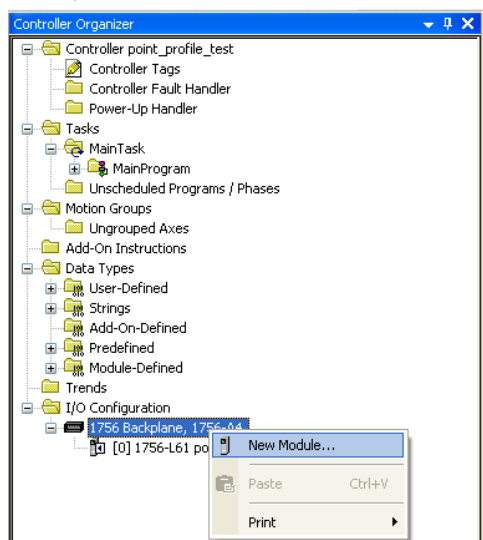 Controller Organizer
Controller point_profile_test
Controller Tags
Controller Fault Handler
Power-Up Handler
Tasks
MainTask
MainProgram
Unscheduled Programs / Phases
Motion Groups
Ungrouped Axes
Add-On Instructions
Data Types
User-Defined
Strings
Add-On-Defined
Predefined
Module-Defined
Trends
I/O Configuration
1756 Backplane, 1756-A4
[0] 1756-L61 po
New Module...
Paste Ctrl+V
Print